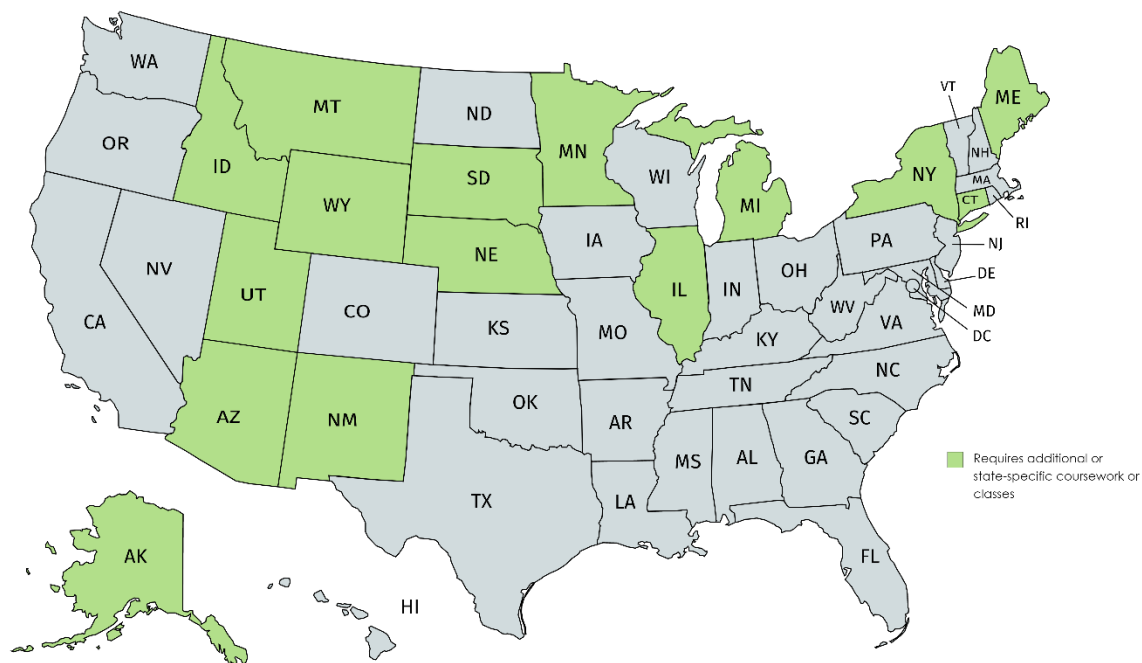 WA
MT
ND
MN
ME
VT
OR
ID
SD
WI
NH
NY
MA
WY
MI
CT
RI
IA
PA
NE
NJ
NV
OH
DE
UT
IL
IN
CO
WV
MD
CA
KS
MO
VA
DC
KY
NC
TN
OK
AZ
NM
AR
SC
MS
AL
GA
Requires additional or
state-specific coursework or
classes
TX
LA
AK
FL
HI